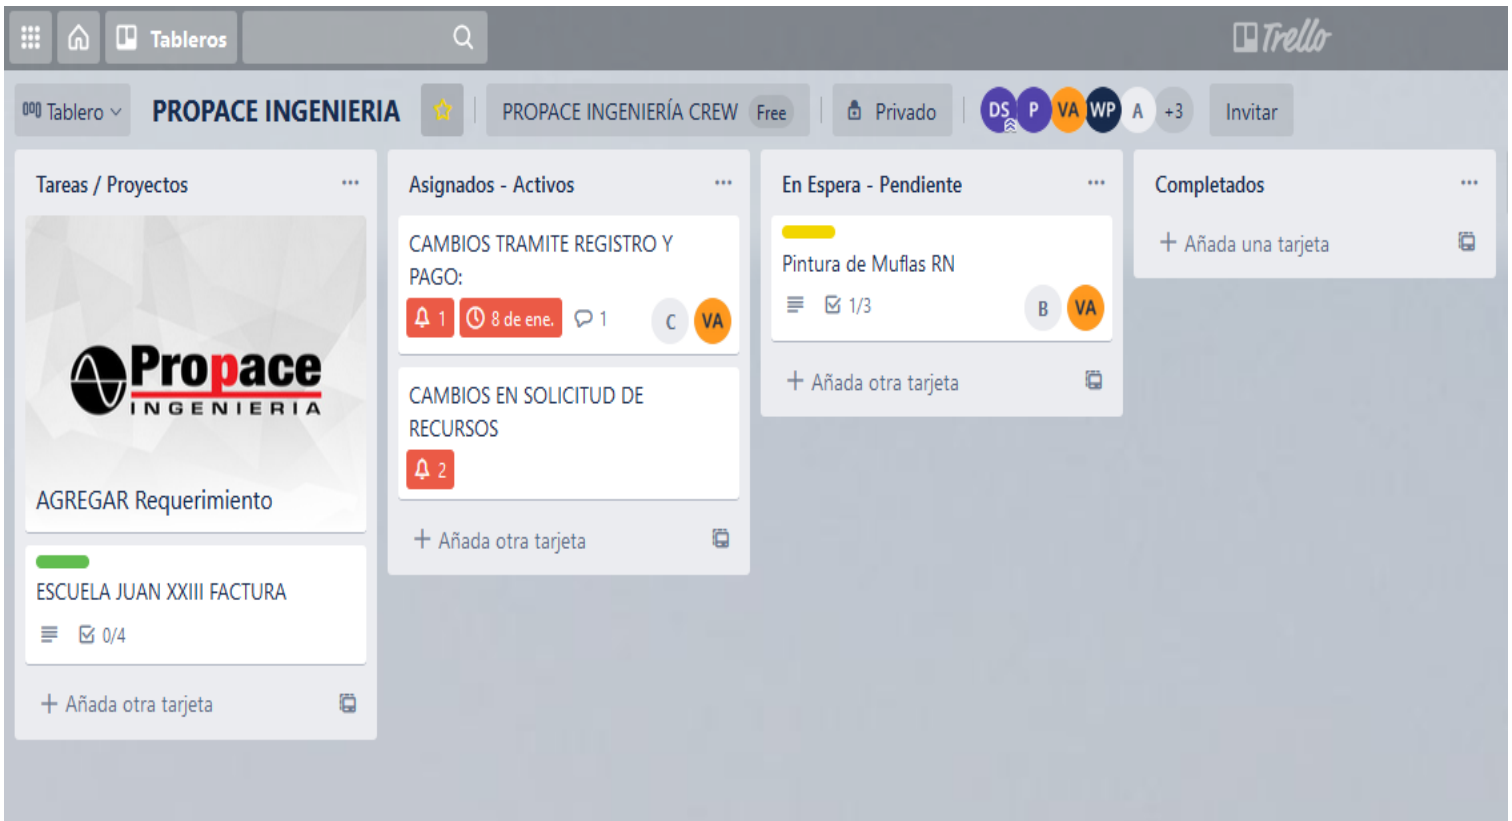 Tableros
Trello
Tablero
PROPACE INGENIERIA
PROPACE INGENIERÍA CREW Free
Privado
DS P VA WP A +3
Invitar
Tareas / Proyectos
Propace
INGENIERIA
AGREGAR Requerimiento
ESCUELA JUAN XXIII FACTURA
0/4
+ Añada otra tarjeta
Asignados - Activos
CAMBIOS TRAMITE REGISTRO Y
PAGO:
1 8 de ene. 1 C VA
CAMBIOS EN SOLICITUD DE
RECURSOS
2
+ Añada otra tarjeta
En Espera - Pendiente
Pintura de Muflas RN
1/3 B VA
+ Añada otra tarjeta
Completados
+ Añada una tarjeta